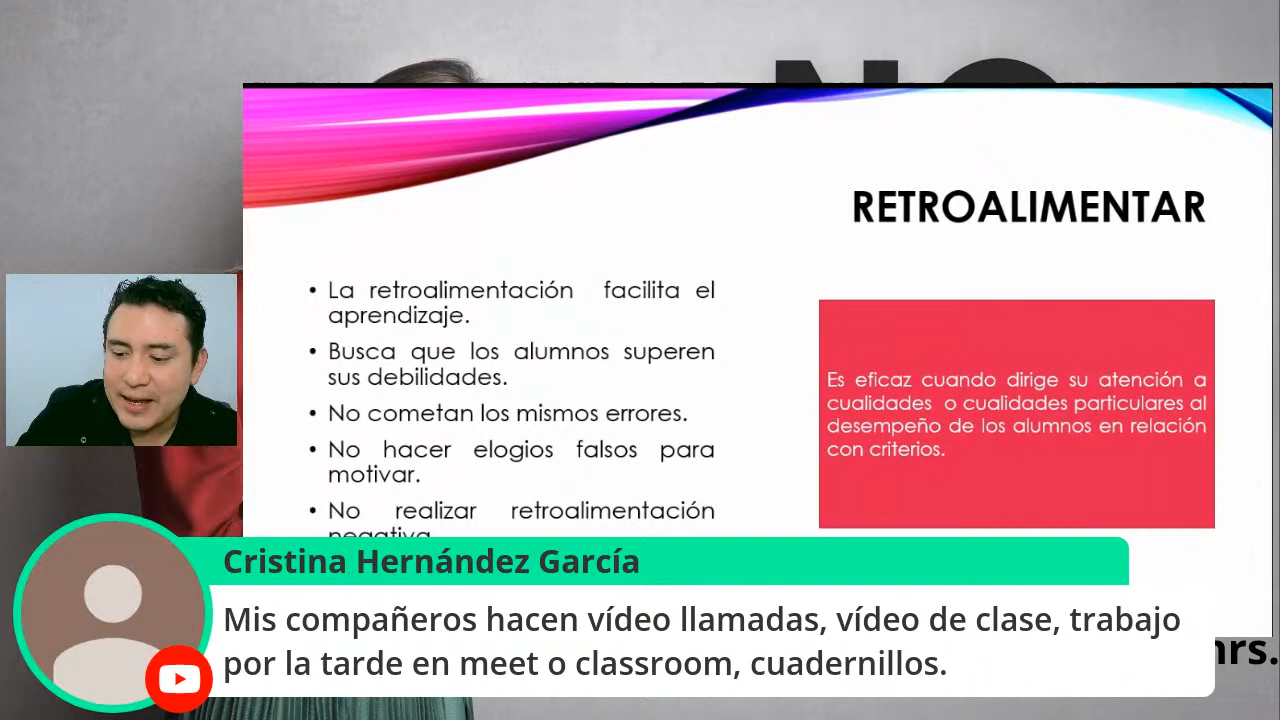 NO
RETROALIMENTAR
• La retroalimentación facilita el
aprendizaje.
• Busca que los alumnos superen
sus debilidades.
• No cometan los mismos errores.
• No hacer elogios falsos para
motivar.
• No realizar retroalimentación
negativa.
Es eficaz cuando dirige su atención a
cualidades o cualidades particulares al
desempeño de los alumnos en relación
con criterios.
Cristina Hernández García
Mis compañeros hacen vídeo llamadas, vídeo de clase, trabajo
por la tarde en meet o classroom, cuadernillos.
hrs.